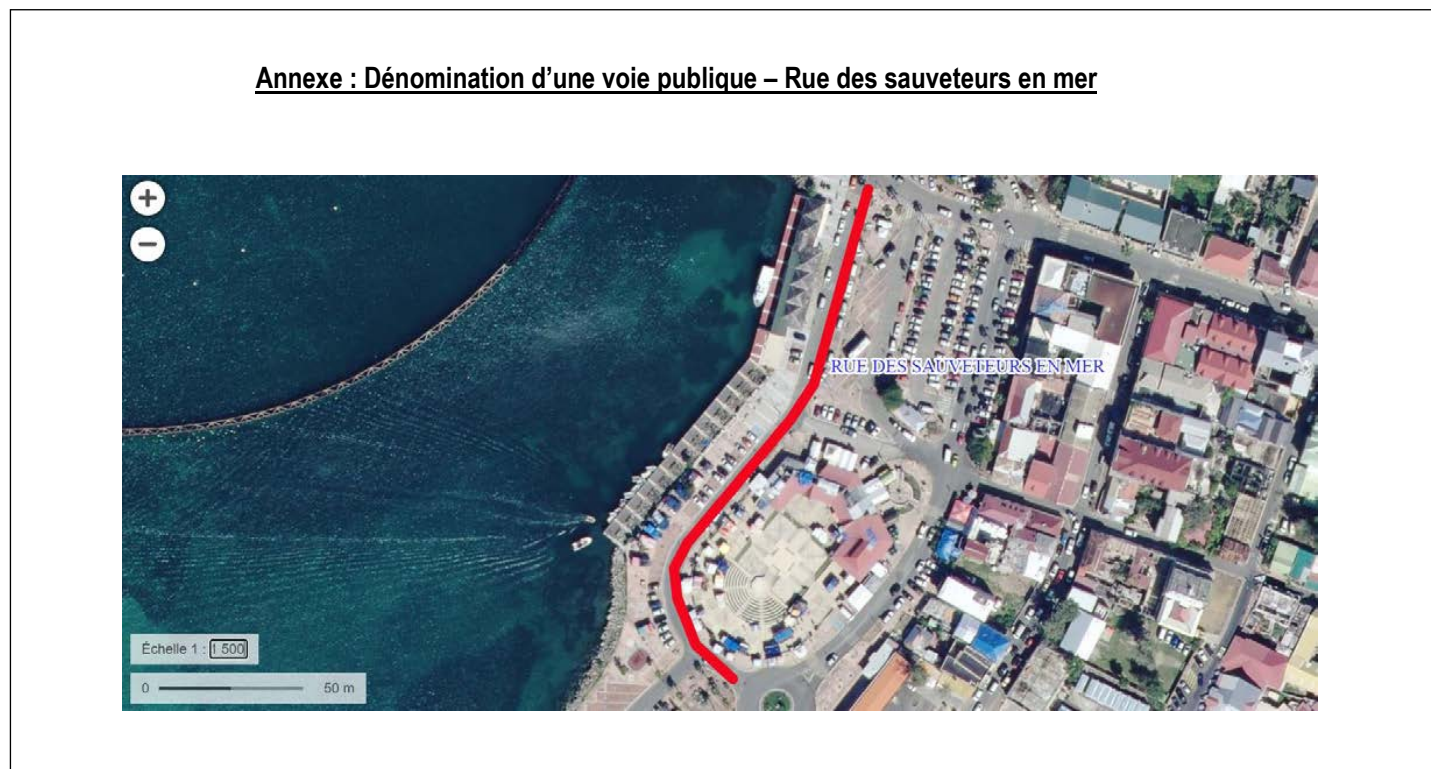 Annexe : Dénomination d’une voie publique – Rue des sauveteurs en mer
+
−
RUE DES SAUVETEURS EN MER
Échelle 1 : 1 500
0 50 m